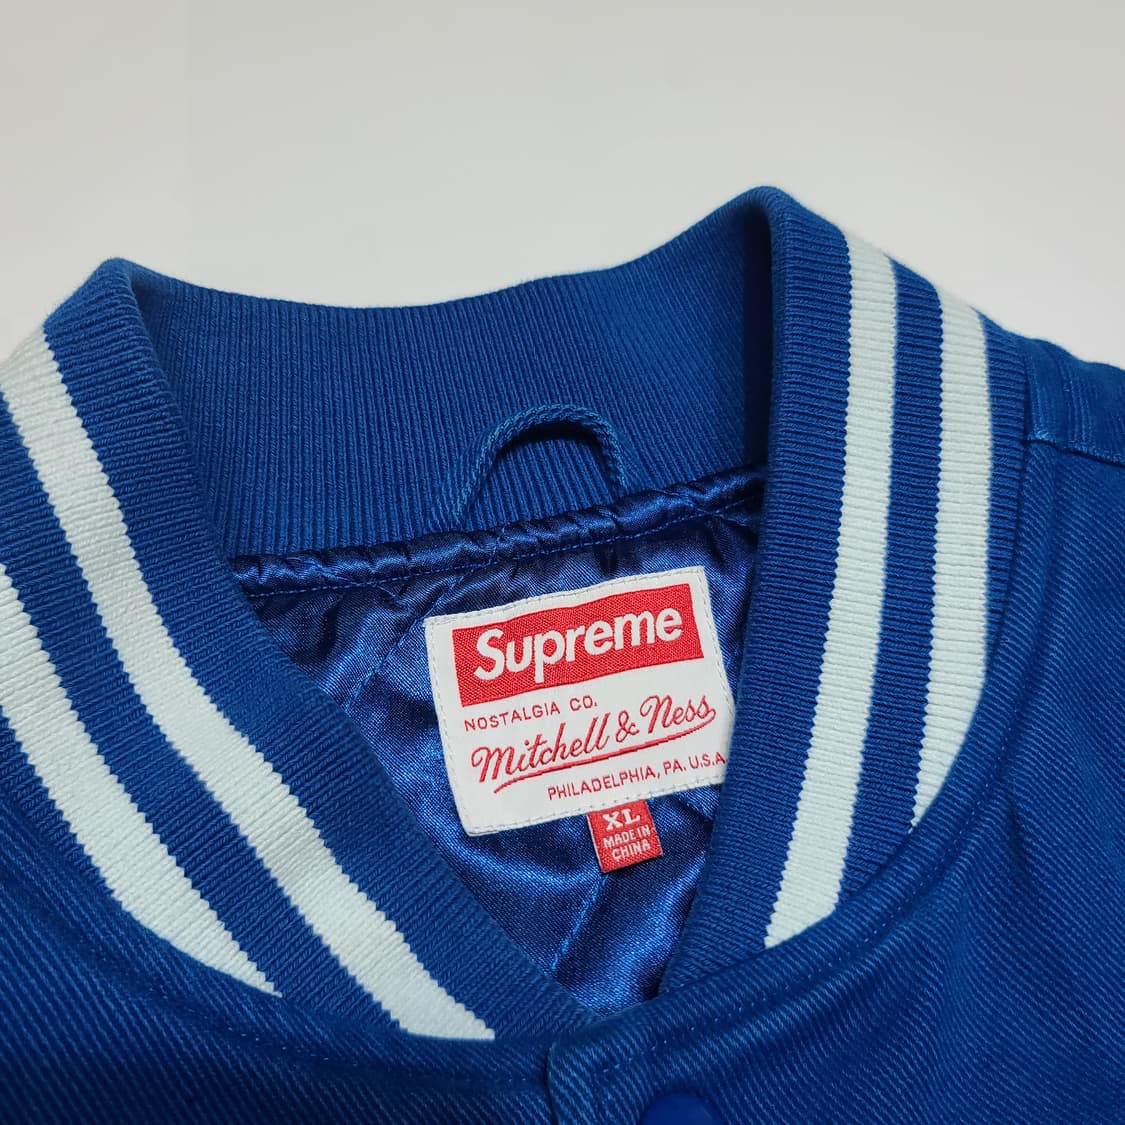 Supreme
NOSTALGIA CO.
Mitchell & Ness
PHILADELPHIA, PA. U.S.A.
XL
MADE IN
CHINA